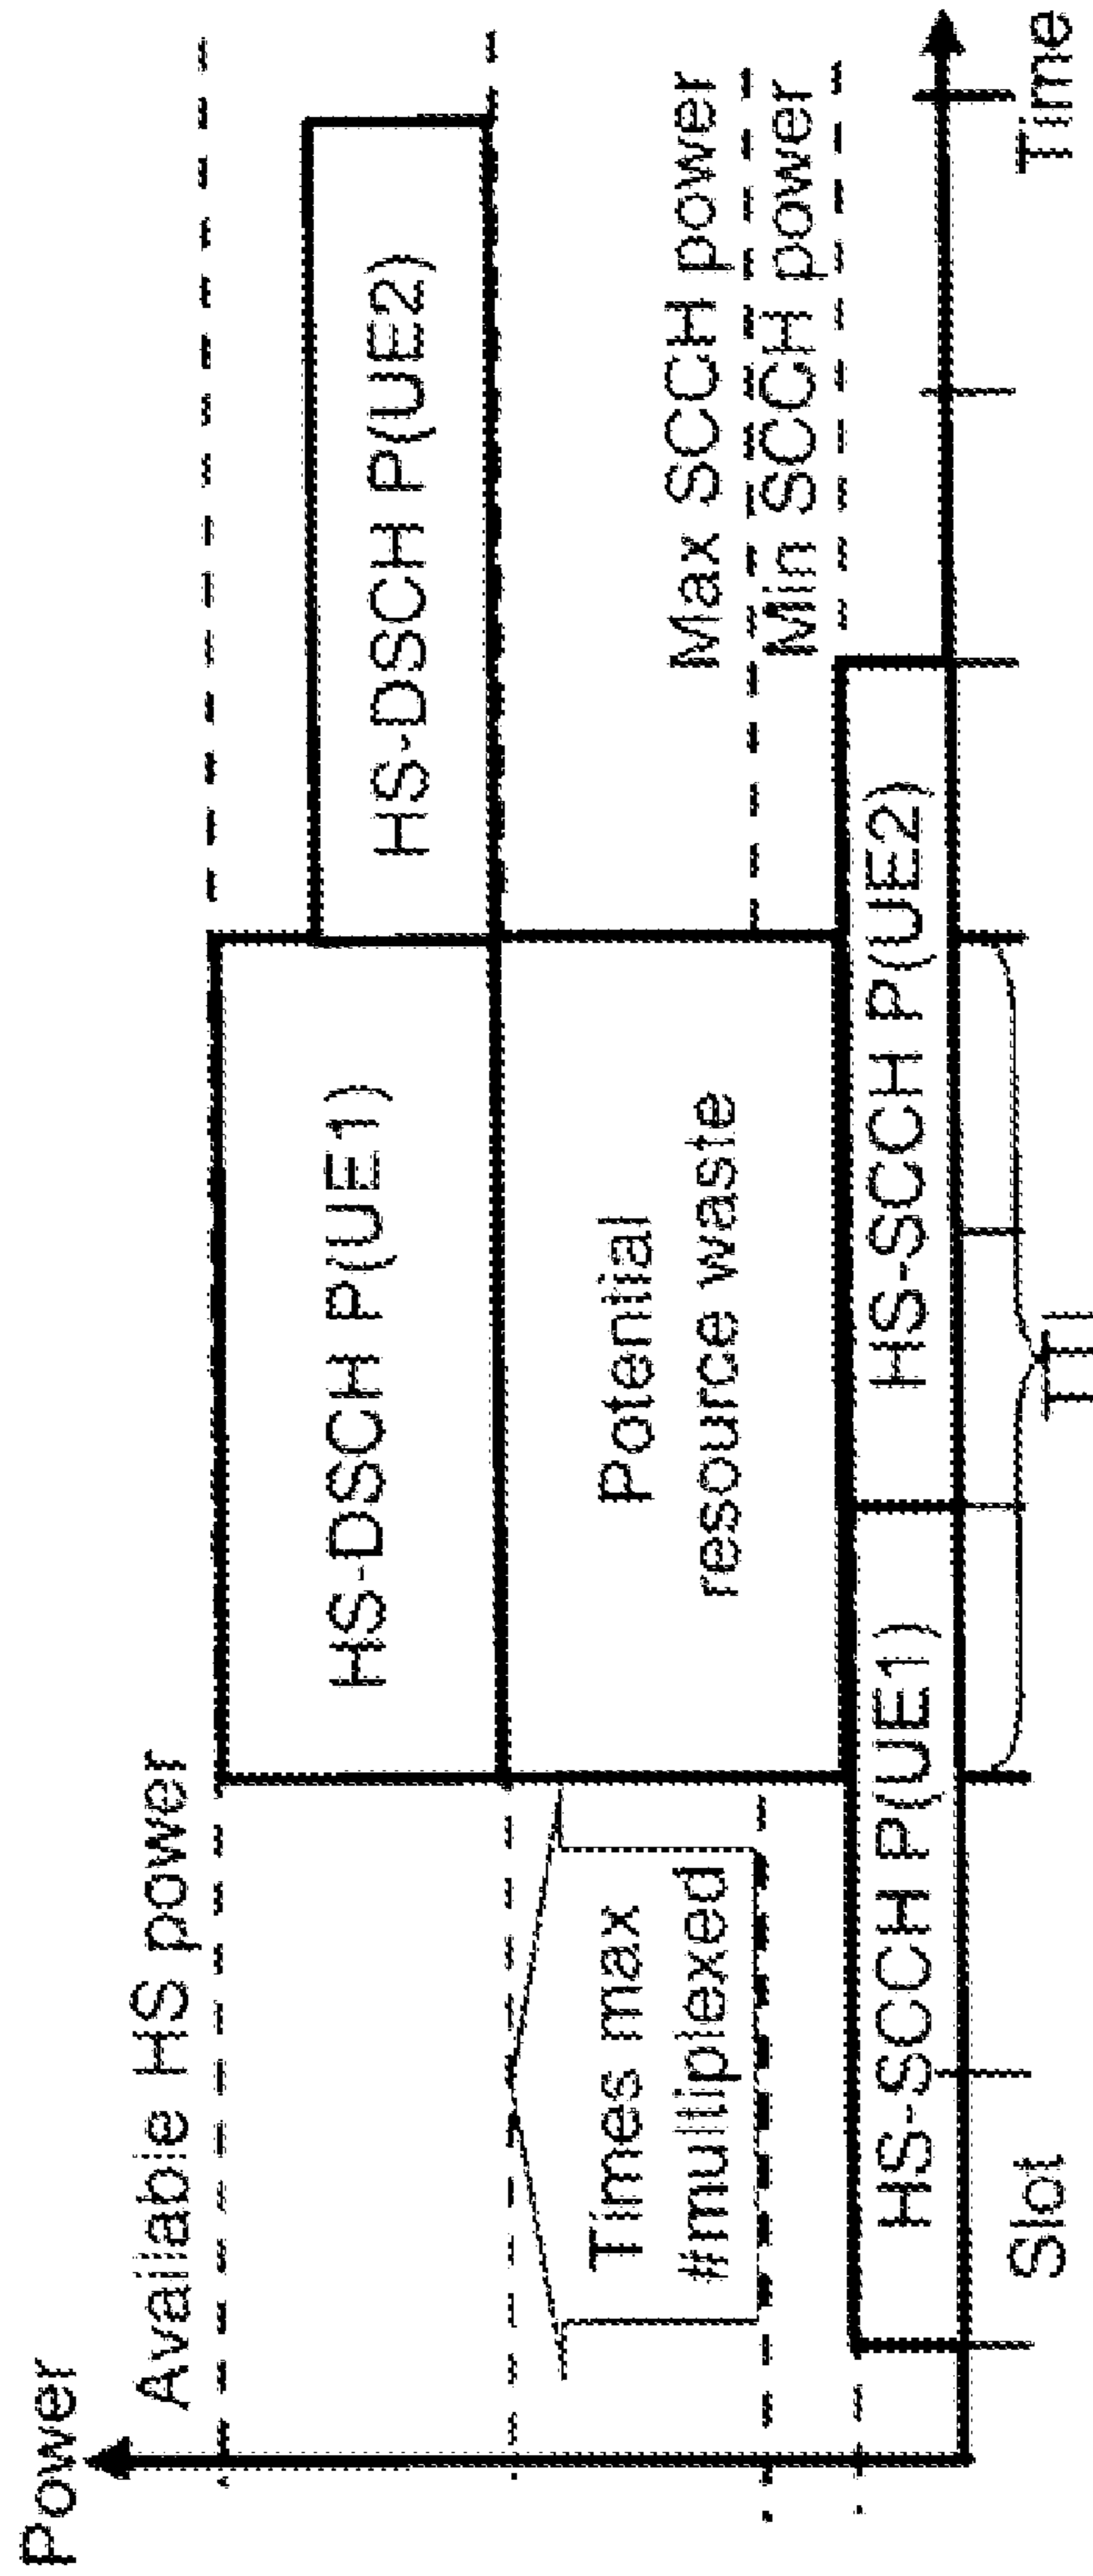 Power
Available HS power
HS-DSCH P(UE1)
HS-DSCH P(UE2)
Times max
#multiplexed
Potential
resource waste
Max SCCH power
Min SCCH power
HS-SCCH P(UE1)
HS-SCCH P(UE2)
Slot
TTI
Time